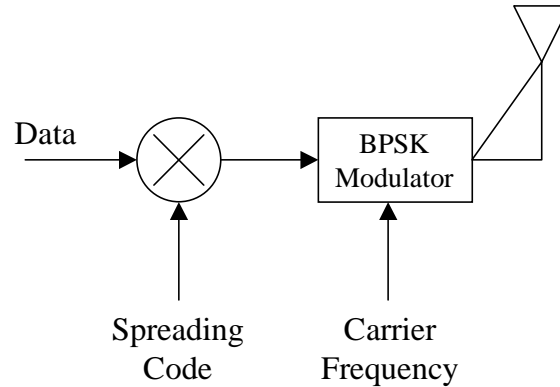 Data
BPSK
Modulator
Spreading
Code
Carrier
Frequency